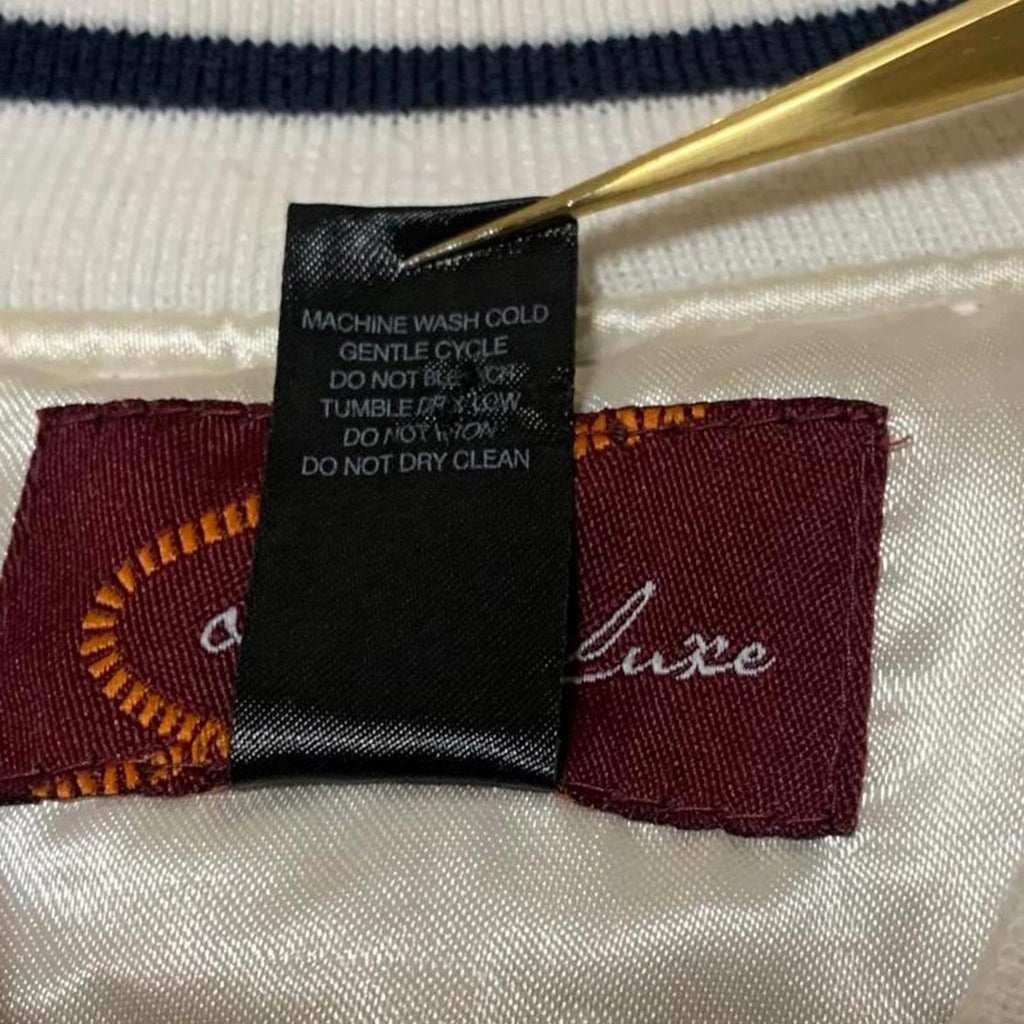 MACHINE WASH COLD
GENTLE CYCLE
DO NOT
TUMBLE LOW
DO NOT
DO NOT DRY CLEAN
luxe